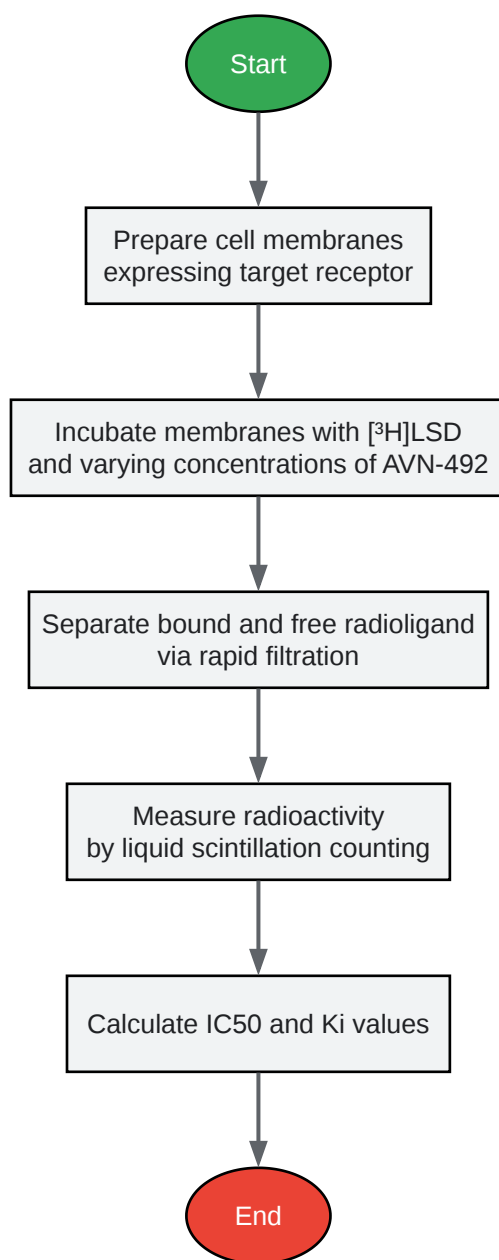 Start
Prepare cell membranes
expressing target receptor
Incubate membranes with [³H]LSD
and varying concentrations of AVN-492
Separate bound and free radioligand
via rapid filtration
Measure radioactivity
by liquid scintillation counting
Calculate IC50 and Ki values
End